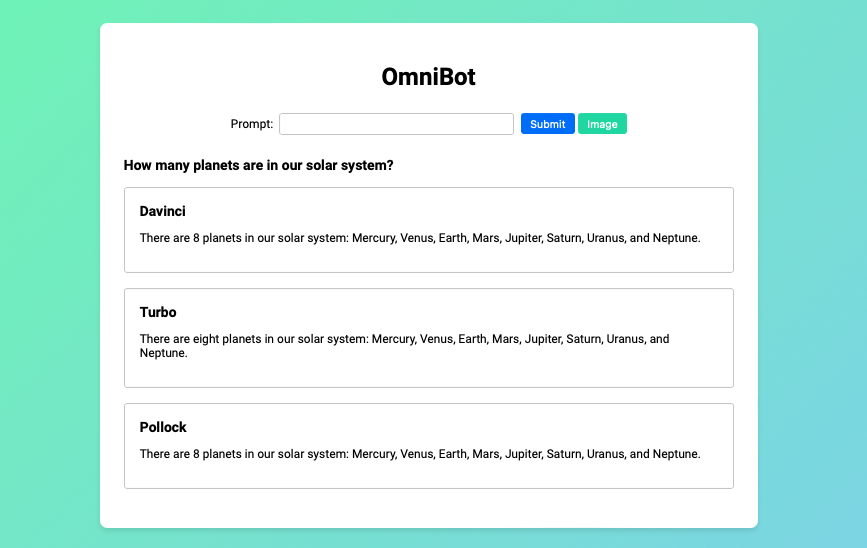 OmniBot
Prompt: Submit Image
How many planets are in our solar system?
Davinci
There are 8 planets in our solar system: Mercury, Venus, Earth, Mars, Jupiter, Saturn, Uranus, and Neptune.
Turbo
There are eight planets in our solar system: Mercury, Venus, Earth, Mars, Jupiter, Saturn, Uranus, and
Neptune.
Pollock
There are 8 planets in our solar system: Mercury, Venus, Earth, Mars, Jupiter, Saturn, Uranus, and Neptune.